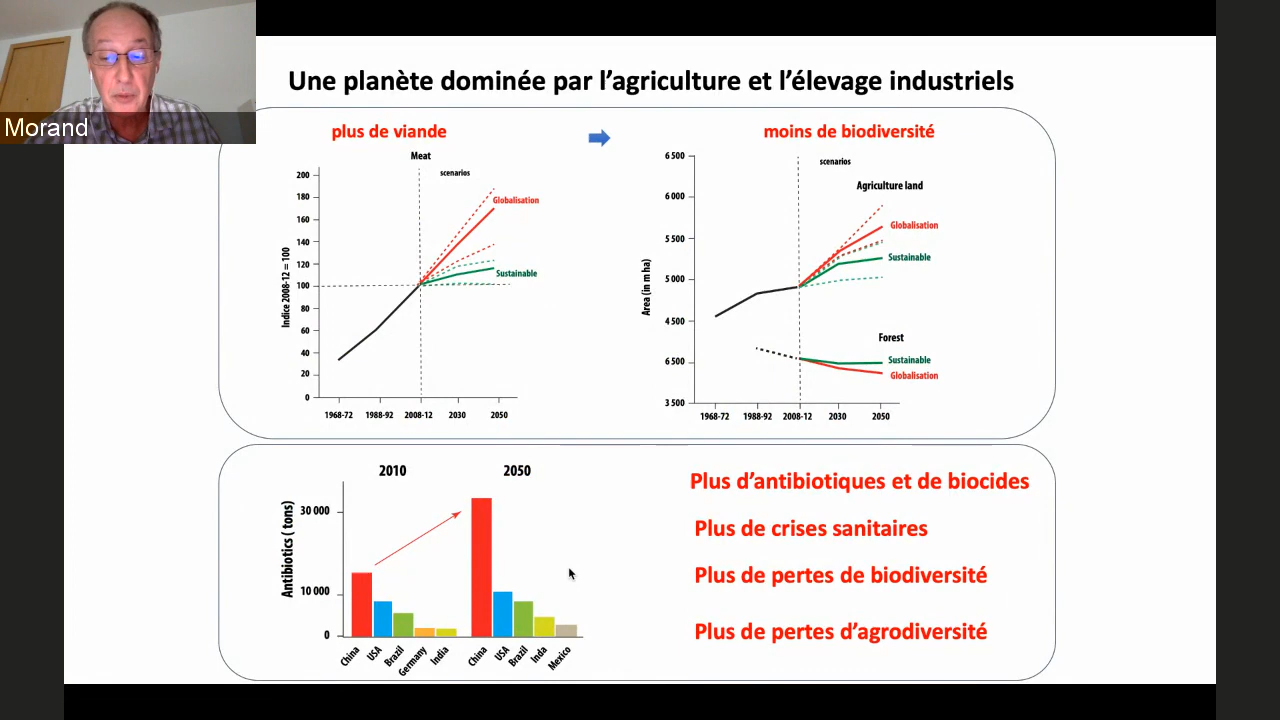 Morand
Une planète dominée par l’agriculture et l’élevage industriels
plus de viande
moins de biodiversité
Meat
scenarios
200
180
160
140
120
100
80
60
40
20
0
Indice 2008-12 = 100
Globalisation
Sustainable
1968-72 1988-92 2008-12 2030 2050
6 500
6 000
5 500
5 000
4 500
6 500
3 500
Area (in m ha)
scenarios
Agriculture land
Globalisation
Sustainable
Forest
Sustainable
Globalisation
1968-72 1988-92 2008-12 2030 2050
2010 2050
Antibiotics ( tons)
30 000
10 000
0
China USA Brazil Germany India
China USA Brazil Inda Mexico
Plus d’antibiotiques et de biocides
Plus de crises sanitaires
Plus de pertes de biodiversité
Plus de pertes d’agrodiversité